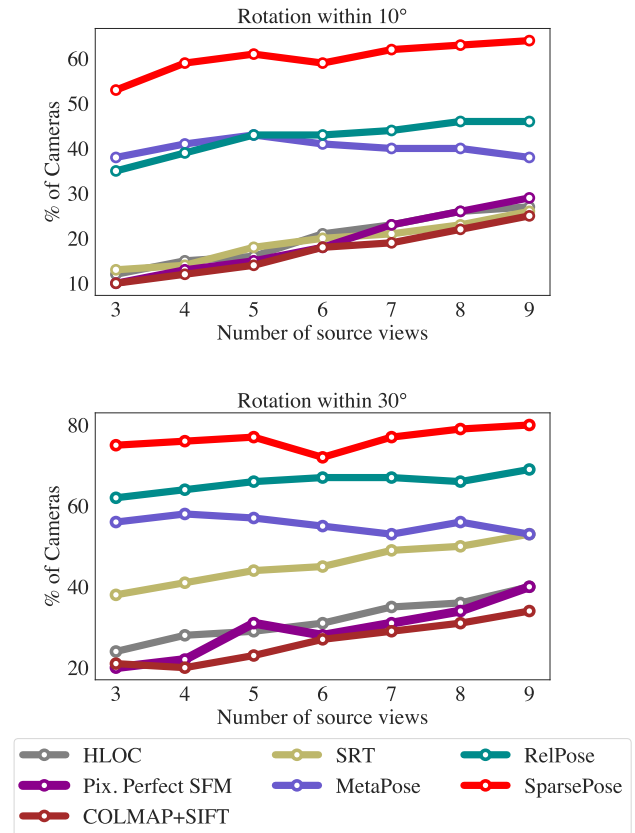 Rotation within 10°
% of Cameras
60
50
40
30
20
10
3 4 5 6 7 8 9
Number of source views
Rotation within 30°
% of Cameras
80
60
40
20
3 4 5 6 7 8 9
Number of source views
HLOC SRT RelPose
Pix. Perfect SFM MetaPose SparsePose
COLMAP+SIFT